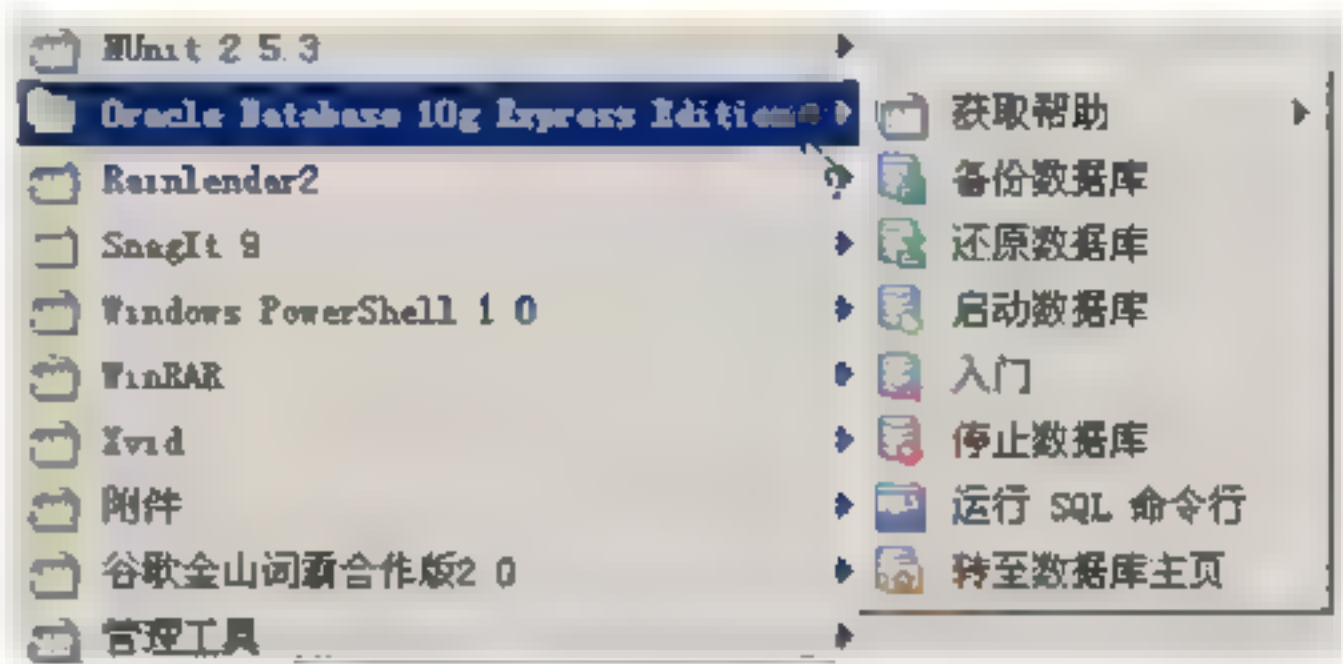 NUnit 2 5.3
Oracle Database 10g Express Edition
Rainlendar2
SnagIt 9
Windows PowerShell 1 0
WinRAR
Xvid
附件
谷歌金山词霸合作版2 0
管理工具
获取帮助
备份数据库
还原数据库
启动数据库
入门
停止数据库
运行 SQL 命令行
转至数据库主页